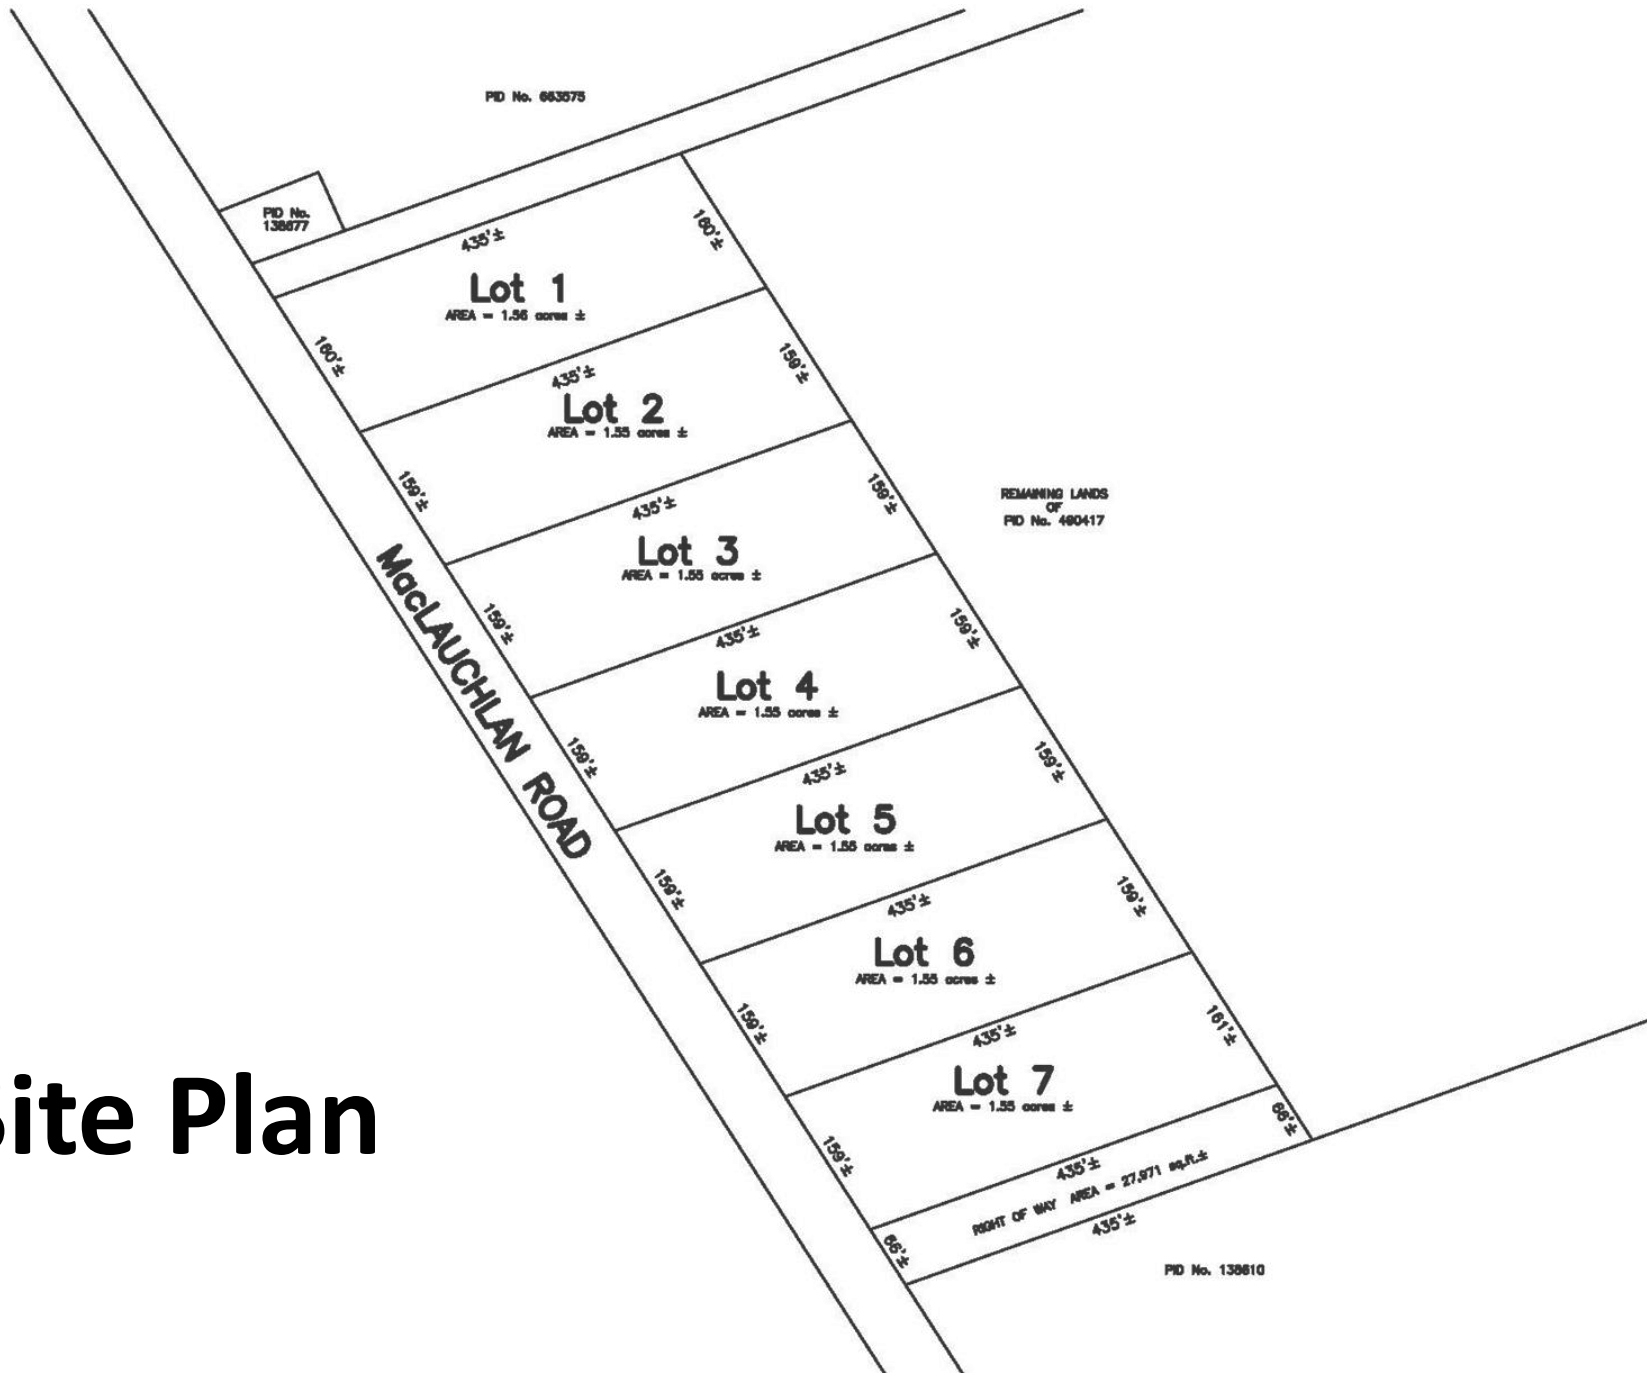 PID No. 663575
PID No.
138677
435'±
160'±
Lot 1
AREA = 1.56 acres ±
160'±
435'±
159'±
Lot 2
AREA = 1.55 acres ±
159'±
435'±
159'±
REMAINING LANDS
OF
PID No. 490417
Lot 3
AREA = 1.55 acres ±
159'±
435'±
159'±
MacLAUCHLAN ROAD
Lot 4
AREA = 1.55 acres ±
159'±
435'±
159'±
Lot 5
AREA = 1.55 acres ±
159'±
435'±
159'±
Lot 6
AREA = 1.55 acres ±
159'±
435'±
161'±
Lot 7
AREA = 1.55 acres ±
159'±
435'±
66'±
RIGHT OF WAY AREA = 27,971 sq.ft.±
66'±
435'±
PID No. 138610
Site Plan